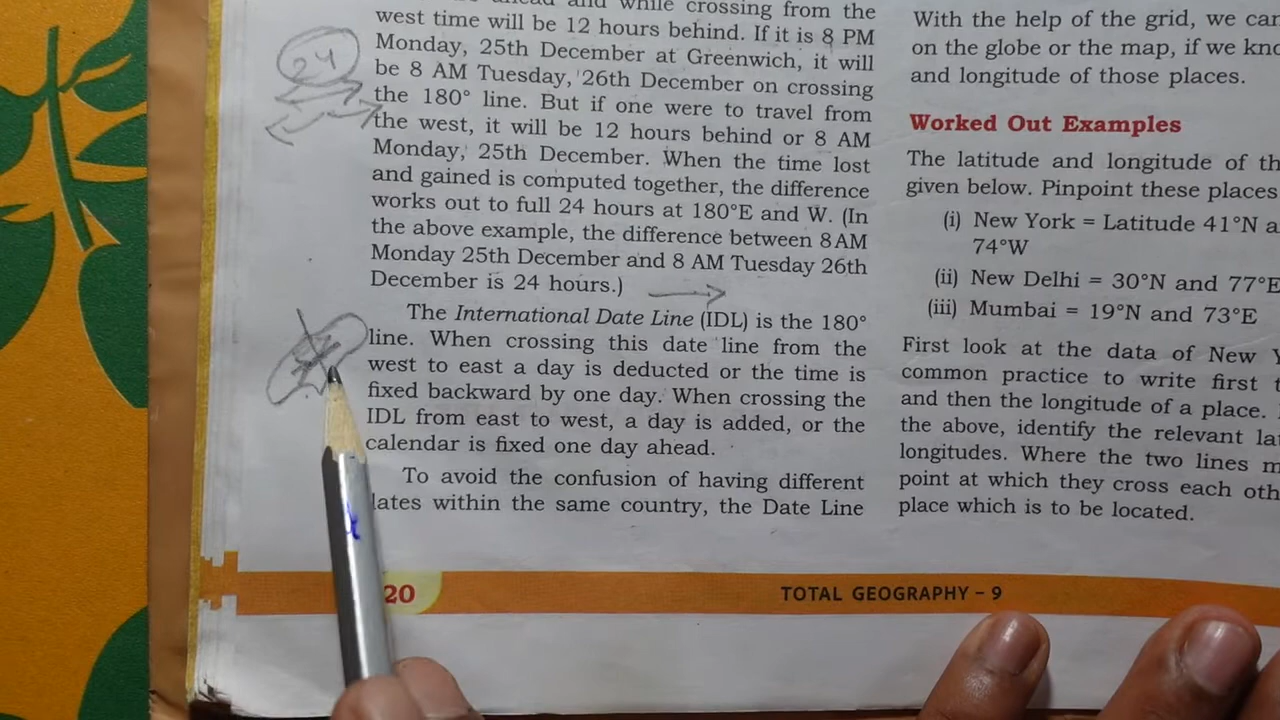 ahead and while crossing from the
west time will be 12 hours behind. If it is 8 PM
Monday, 25th December at Greenwich, it will
be 8 AM Tuesday, 26th December on crossing
the 180° line. But if one were to travel from
the west, it will be 12 hours behind or 8 AM
Monday, 25th December. When the time lost
and gained is computed together, the difference
works out to full 24 hours at 180°E and W. (In
the above example, the difference between 8AM
Monday 25th December and 8 AM Tuesday 26th
December is 24 hours.)
The International Date Line (IDL) is the 180°
line. When crossing this date line from the
west to east a day is deducted or the time is
fixed backward by one day. When crossing the
IDL from east to west, a day is added, or the
calendar is fixed one day ahead.
To avoid the confusion of having different
within the same country, the Date Line
24
With the help of the grid, we can
on the globe or the map, if we
and longitude of those places.
Worked Out Examples
The latitude and longitude of
given below. Pinpoint these places
(i) New York = Latitude 41°N
74°W
(ii) New Delhi = 30°N and 77°E
(iii) Mumbai = 19°N and 73°E
First look at the data of New
common practice to write first
and then the longitude of a place.
the above, identify the relevant
longitudes. Where the two lines
point at which they cross each
place which is to be located.
20
TOTAL GEOGRAPHY – 9